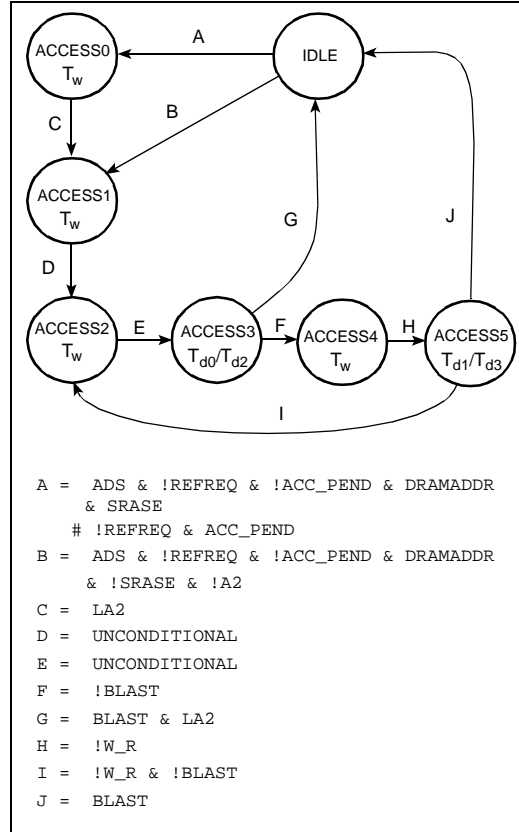 A
ACCESS0
Tw
IDLE
C
B
ACCESS1
Tw
G
J
D
ACCESS2
Tw
E
ACCESS3
Td0/Td2
F
ACCESS4
Tw
H
ACCESS5
Td1/Td3
I
A = ADS & !REFREQ & !ACC_PEND & DRAMADDR
& SRASE
# !REFREQ & ACC_PEND
B = ADS & !REFREQ & !ACC_PEND & DRAMADDR
& !SRASE & !A2
C = LA2
D = UNCONDITIONAL
E = UNCONDITIONAL
F = !BLAST
G = BLAST & LA2
H = !W_R
I = !W_R & !BLAST
J = BLAST